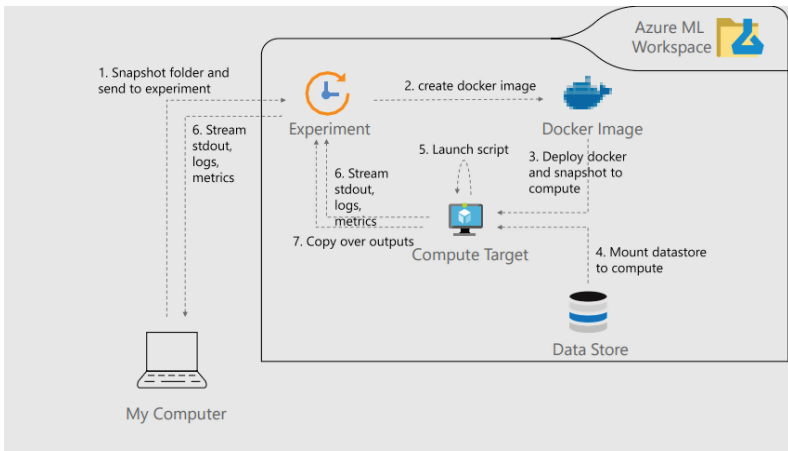 Azure ML
Workspace
1. Snapshot folder and
send to experiment
2. create docker image
Experiment
Docker Image
6. Stream
stdout,
logs,
metrics
5. Launch script
3. Deploy docker
and snapshot to
compute
6. Stream
stdout,
logs,
metrics
7. Copy over outputs
Compute Target
4. Mount datastore
to compute
Data Store
My Computer